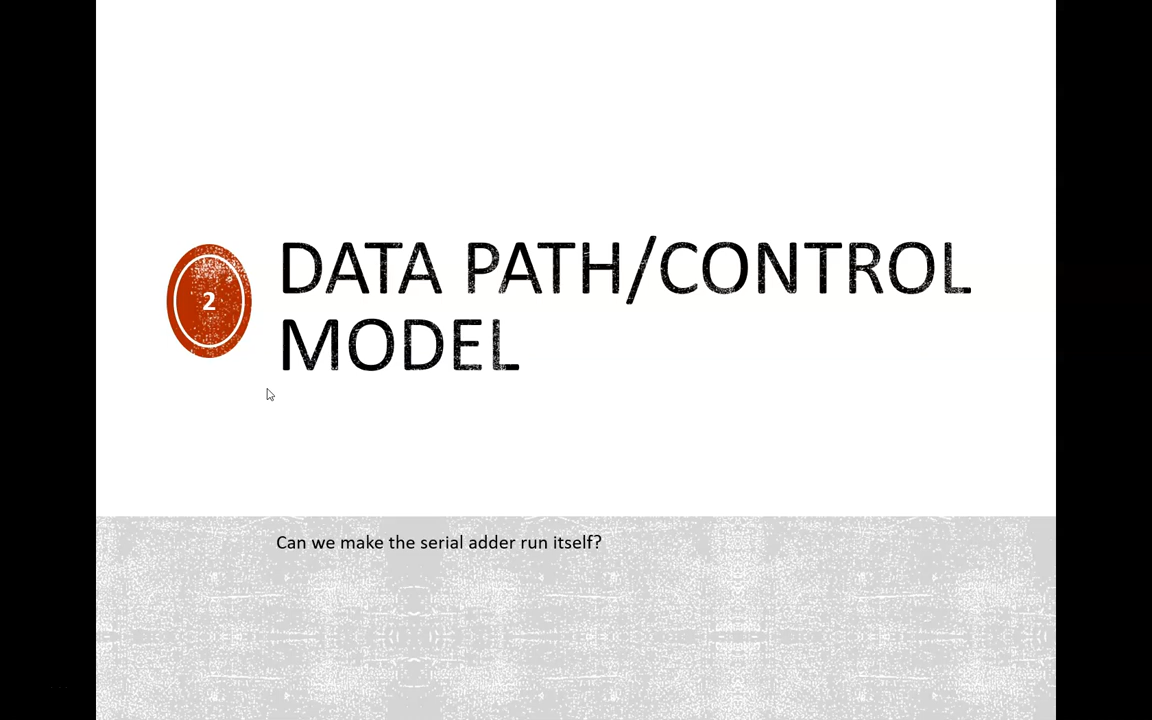 2
DATA PATH/CONTROL
MODEL
Can we make the serial adder run itself?